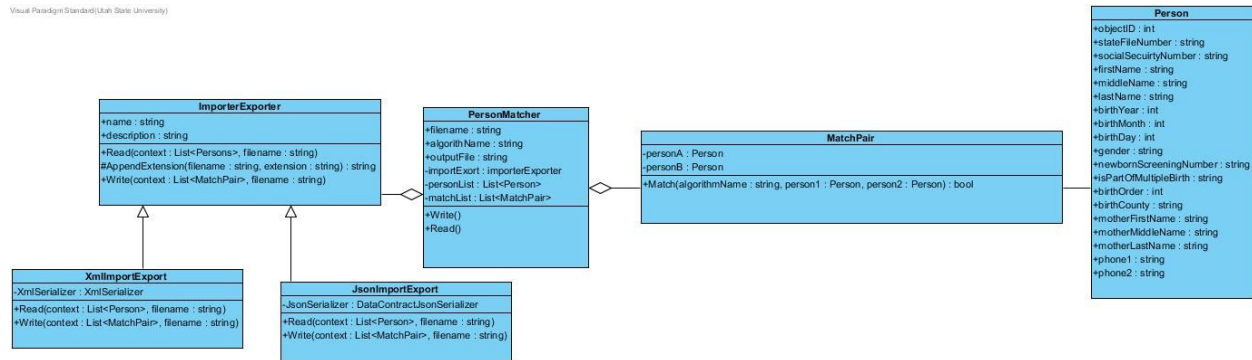 Visual Paradigm Standard(Utah State University)
Person
+objectID : int
+stateFileNumber : string
+socialSecuirtyNumber : string
+firstName : string
+middleName : string
+lastName : string
+birthYear : int
+birthMonth : int
+birthDay : int
+gender : string
+newbornScreeningNumber : string
+isPartOfMultipleBirth : string
+birthOrder : int
+birthCounty : string
+motherFirstName : string
+motherMiddleName : string
+motherLastName : string
+phone1 : string
+phone2 : string
ImporterExporter
+name : string
+description : string
+Read(context : List<Persons>, filename : string)
#AppendExtension(filename : string, extension : string) : string
+Write(context : List<MatchPair>, filename : string)
PersonMatcher
+filename : string
+algorithName : string
+outputFile : string
-importExort : importerExporter
-personList : List<Person>
-matchList : List<MatchPair>
+Write()
+Read()
MatchPair
-personA : Person
-personB : Person
+Match(algorithmName : string, person1 : Person, person2 : Person) : bool
XmlImportExport
-XmlSerializer : XmlSerializer
+Read(context : List<Person>, filename : string)
+Write(context : List<MatchPair>, filename : string)
JsonImportExport
-JsonSerializer : DataContractJsonSerializer
+Read(context : List<Person>, filename : string)
+Write(context : List<MatchPair>, filename : string)